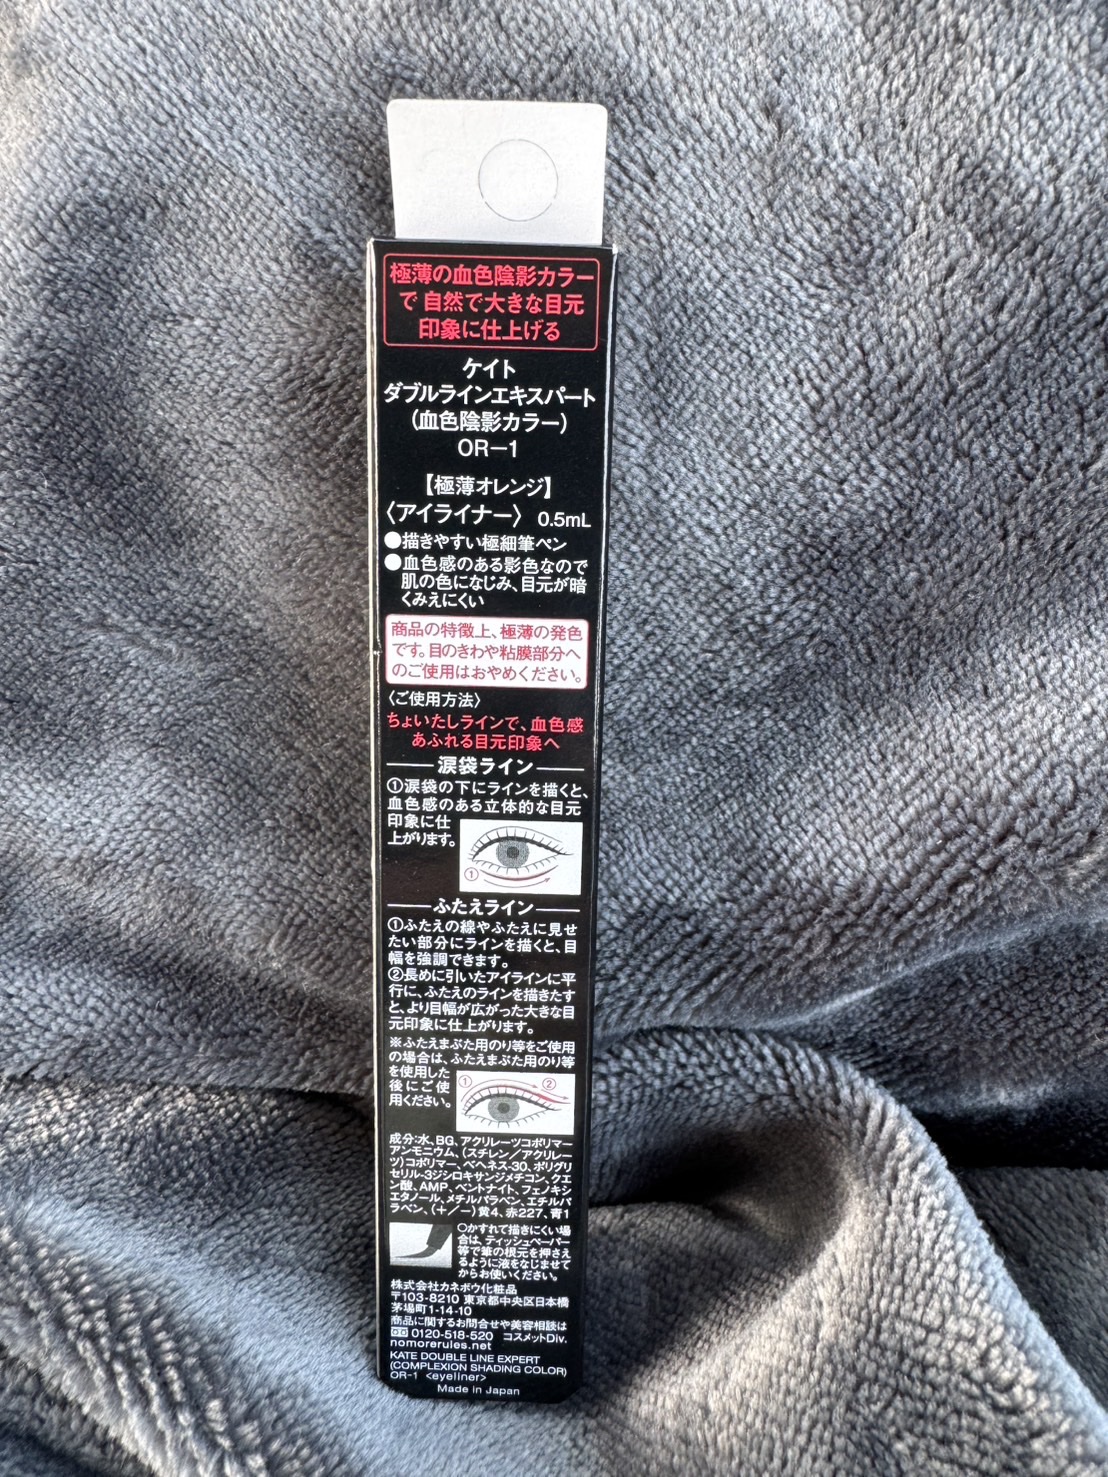 極薄の血色陰影カラー
で 自然で大きな目元
印象に仕上げる
ケイト
ダブルラインエキスパート
(血色陰影カラー)
OR−1
【極薄オレンジ】
〈アイライナー〉 0.5mL
●描きやすい極細筆ペン
●血色感のある影色なので
肌の色になじみ、目元が暗
くみえにくい
商品の特徴上、極薄の発色
です。目のきわや粘膜部分へ
のご使用はおやめください。
〈ご使用方法〉
ちょいたしラインで、血色感
あふれる目元印象へ
涙袋ライン
①涙袋の下にラインを描くと、
血色感のある立体的な目元
印象に仕
上がります。
①
ふたえライン
①ふたえの線やふたえに見せ
たい部分にラインを描くと、目
幅を強調できます。
②長めに引いたアイラインに平
行に、ふたえのラインを描きたす
と、より目幅が広がった大きな目
元印象に仕上がります。
※ふたえまぶた用のり等をご使用
の場合は、ふたえまぶた用のり等
を使用した
後にご使
用ください。
① ②
成分:水、BG、アクリレーツコポリマー
アンモニウム、(スチレン/アクリレー
ツ)コポリマー、ベヘネス-30、ポリグリ
セリル-3ジシロキサンジメチコン、クエ
ン酸、AMP、ベントナイト、フェノキシ
エタノール、メチルパラベン、エチルパ
ラベン、(+/−)黄4、赤227、青1
○かすれて描きにくい場
合は、ティッシュペーパー
等で筆の根元を押さえ
るように液をなじませて
からお使いください。
株式会社カネボウ化粧品
〒103-8210 東京都中央区日本橋
茅場町1-14-10
商品に関するお問合せや美容相談は
0120-518-520 コスメットDiv.
nomorerules.net
KATE DOUBLE LINE EXPERT
(COMPLEXION SHADING COLOR)
OR-1 <eyeliner>
Made in Japan